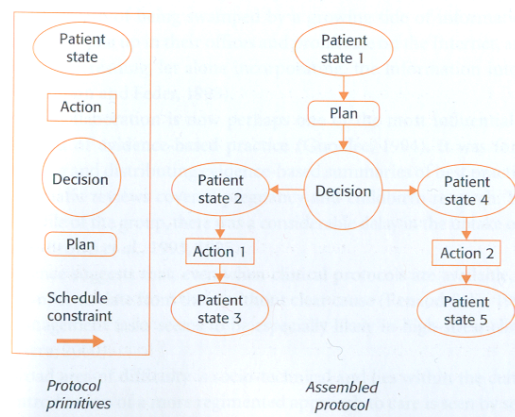 Patient
state
Action
Decision
Plan
Schedule
constraint
Protocol
primitives
Patient
state 1
Plan
Decision
Patient
state 2
Action 1
Patient
state 3
Patient
state 4
Action 2
Patient
state 5
Assembled
protocol